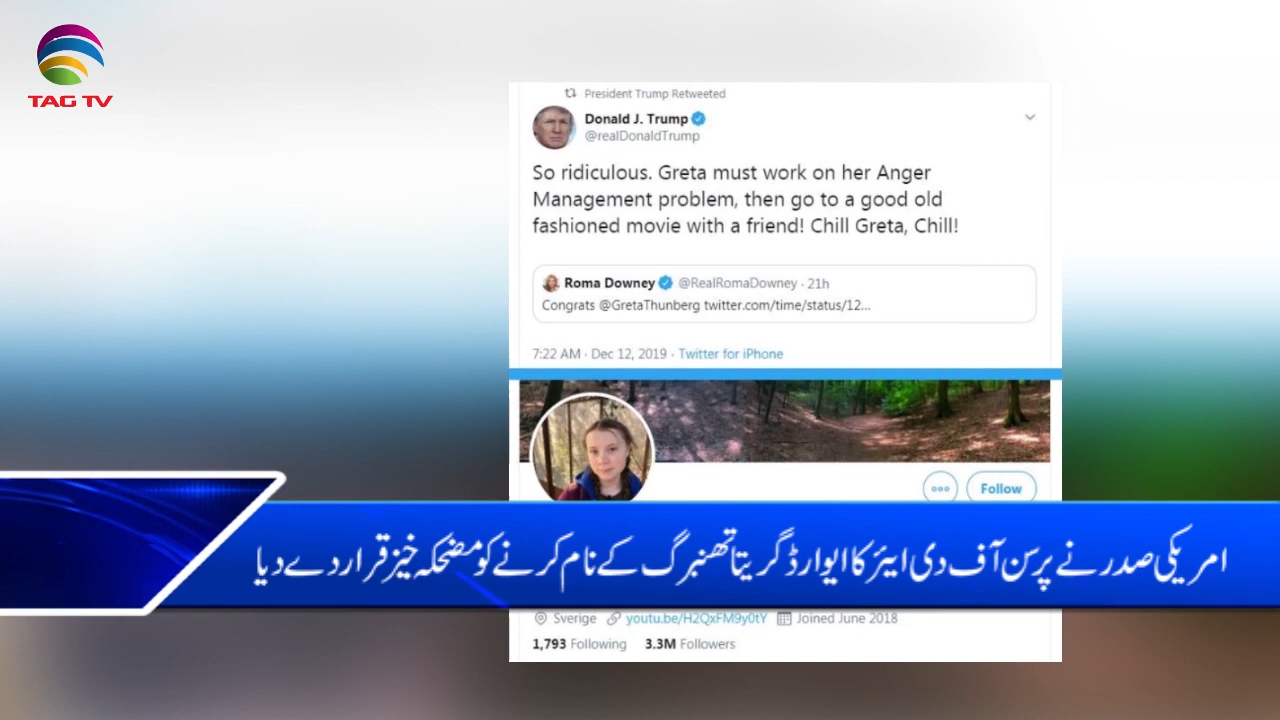 TAG TV
President Trump Retweeted
Donald J. Trump
@realDonaldTrump
So ridiculous. Greta must work on her Anger
Management problem, then go to a good old
fashioned movie with a friend! Chill Greta, Chill!
Roma Downey @RealRomaDowney · 21h
Congrats @GretaThunberg twitter.com/time/status/12...
7:22 AM · Dec 12, 2019 · Twitter for iPhone
Follow
امریکی صدر نے پرسن آف دی ایئر کا ایوارڈ گریتا تھنبرگ کے نام کرنے کو مضحکہ خیز قرار دے دیا
Sverige youtu.be/H2QxFM9y0tY Joined June 2018
1,793 Following 3.3M Followers